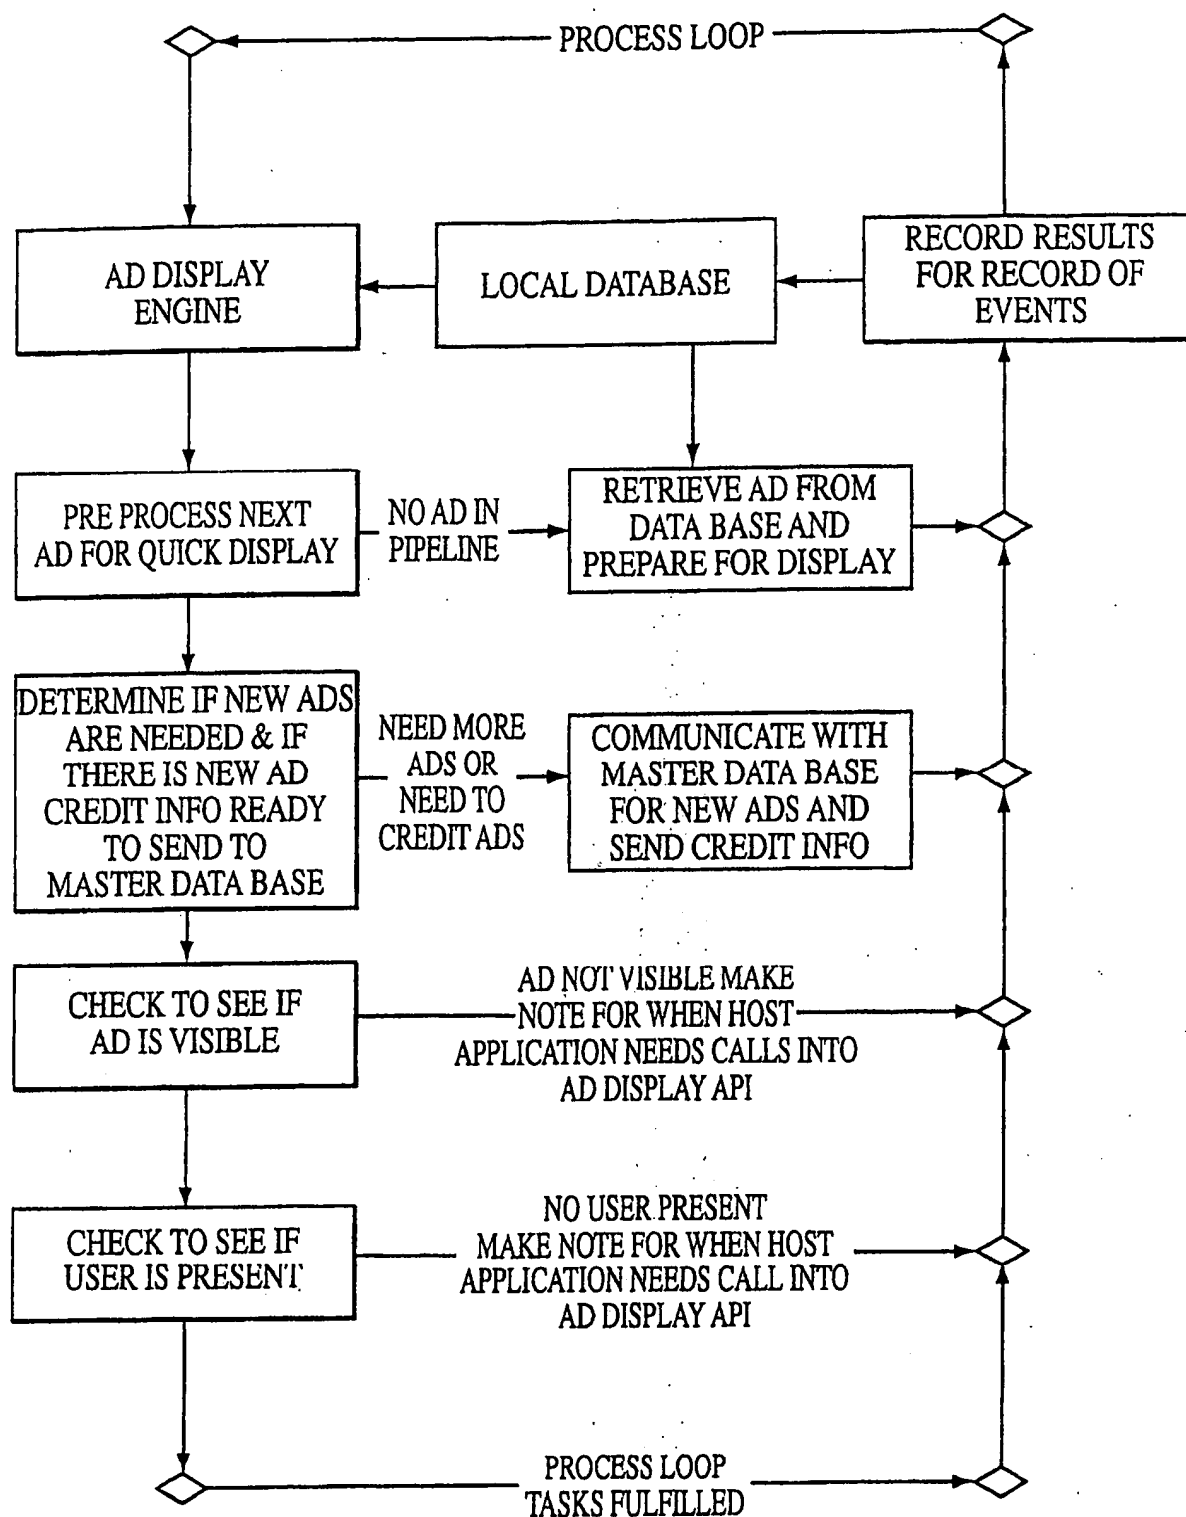 PROCESS LOOP
AD DISPLAY
ENGINE
LOCAL DATABASE
RECORD RESULTS
FOR RECORD OF
EVENTS
PRE PROCESS NEXT
AD FOR QUICK DISPLAY
NO AD IN
PIPELINE
RETRIEVE AD FROM
DATA BASE AND
PREPARE FOR DISPLAY
DETERMINE IF NEW ADS
ARE NEEDED & IF
THERE IS NEW AD
CREDIT INFO READY
TO SEND TO
MASTER DATA BASE
NEED MORE
ADS OR
NEED TO
CREDIT ADS
COMMUNICATE WITH
MASTER DATA BASE
FOR NEW ADS AND
SEND CREDIT INFO
CHECK TO SEE IF
AD IS VISIBLE
AD NOT VISIBLE MAKE
NOTE FOR WHEN HOST
APPLICATION NEEDS CALLS INTO
AD DISPLAY API
CHECK TO SEE IF
USER IS PRESENT
NO USER PRESENT
MAKE NOTE FOR WHEN HOST
APPLICATION NEEDS CALL INTO
AD DISPLAY API
PROCESS LOOP
TASKS FULFILLED